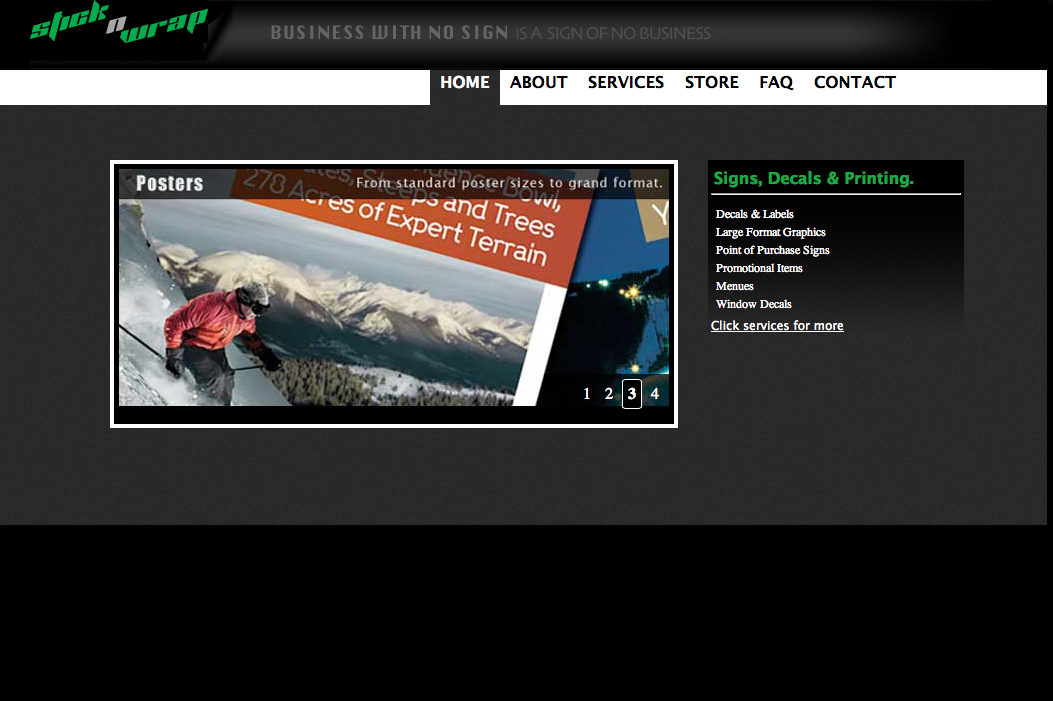 stick n wrap
BUSINESS WITH NO SIGN IS A SIGN OF NO BUSINESS
HOME ABOUT SERVICES STORE FAQ CONTACT
Posters
From standard poster sizes to grand format.
Bowl,
278 Steeps and Trees
Acres of Expert Terrain
Y
1 2 3 4
Signs, Decals & Printing.
Decals & Labels
Large Format Graphics
Point of Purchase Signs
Promotional Items
Menues
Window Decals
Click services for more